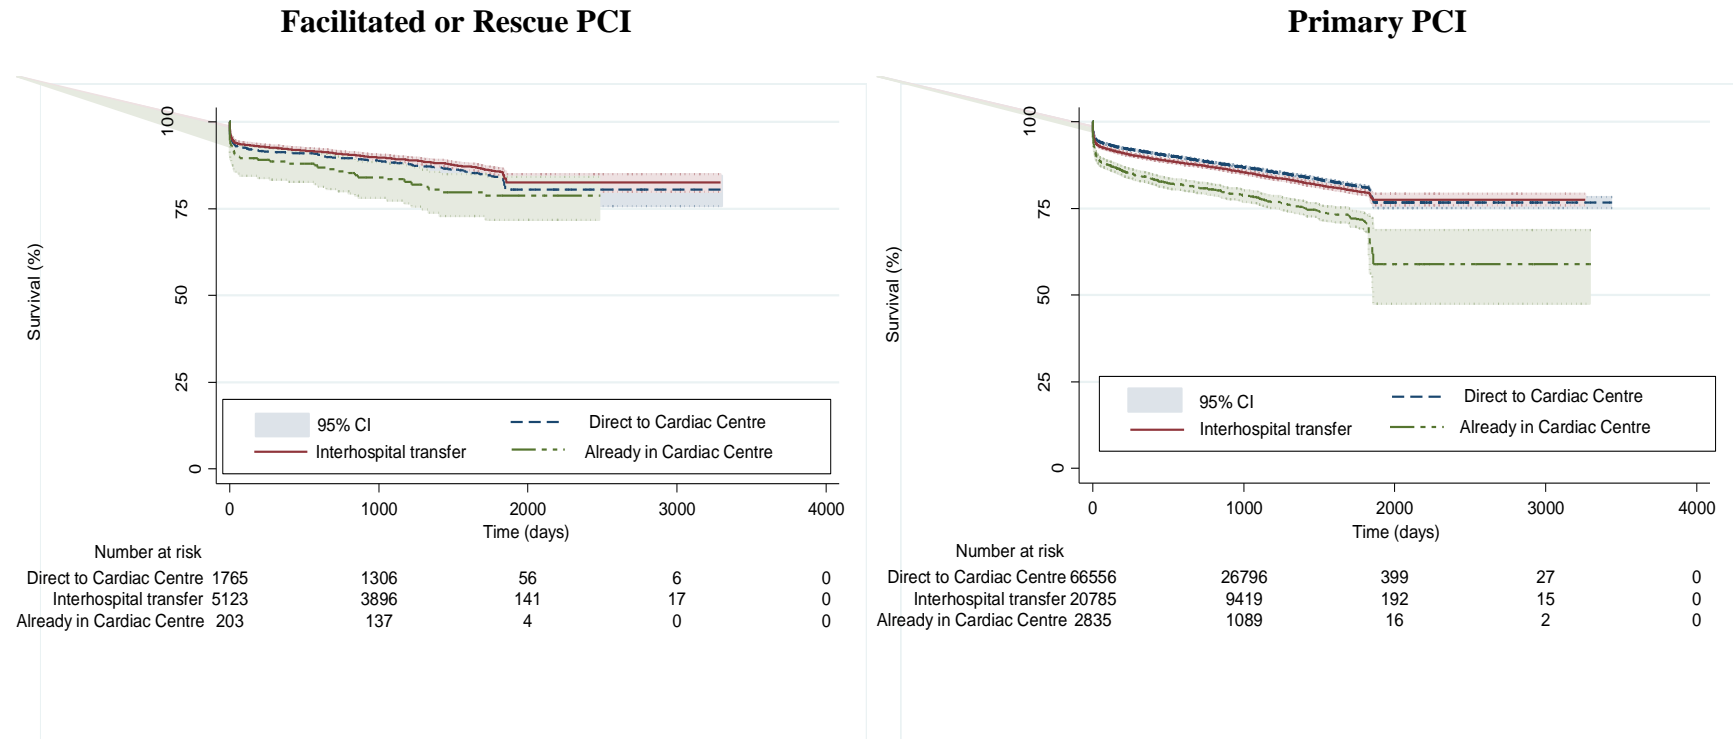 Facilitated or Rescue PCI
100
75
50
25
0
Survival (%)
95% CI
Direct to Cardiac Centre
Interhospital transfer
Already in Cardiac Centre
0 1000 2000 3000 4000
Time (days)
Number at risk
Direct to Cardiac Centre 1765 1306 56 6 0
Interhospital transfer 5123 3896 141 17 0
Already in Cardiac Centre 203 137 4 0 0
Primary PCI
100
75
50
25
0
Survival (%)
95% CI
Direct to Cardiac Centre
Interhospital transfer
Already in Cardiac Centre
0 1000 2000 3000 4000
Time (days)
Number at risk
Direct to Cardiac Centre 66556 26796 399 27 0
Interhospital transfer 20785 9419 192 15 0
Already in Cardiac Centre 2835 1089 16 2 0